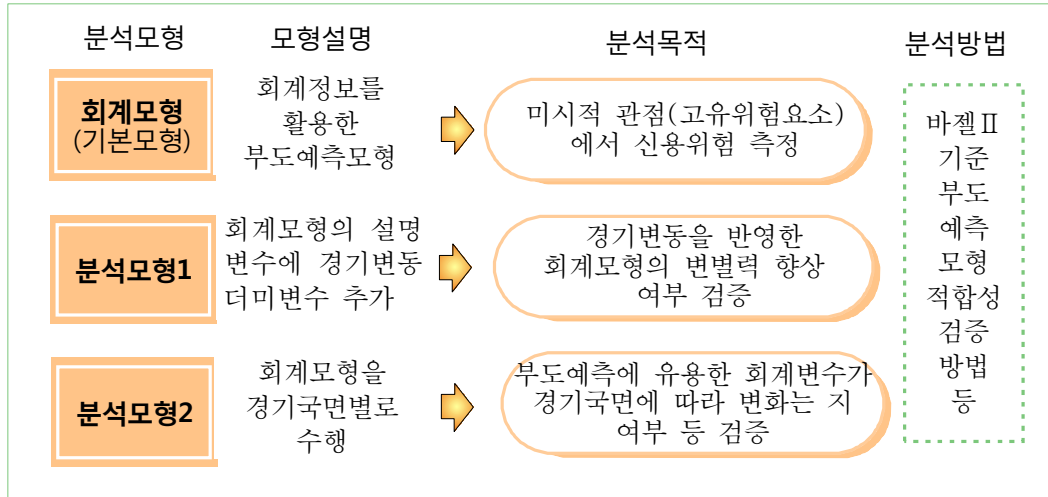 분석모형 모형설명 분석목적 분석방법
회계모형
(기본모형)
회계정보를
활용한
부도예측모형
미시적 관점(고유위험요소)
에서 신용위험 측정
분석모형1
회계모형의 설명
변수에 경기변동
더미변수 추가
경기변동을 반영한
회계모형의 변별력 향상
여부 검증
분석모형2
회계모형을
경기국면별로
수행
부도예측에 유용한 회계변수가
경기국면에 따라 변화는 지
여부 등 검증
바젤Ⅱ
기준
부도
예측
모형
적합성
검증
방법
등